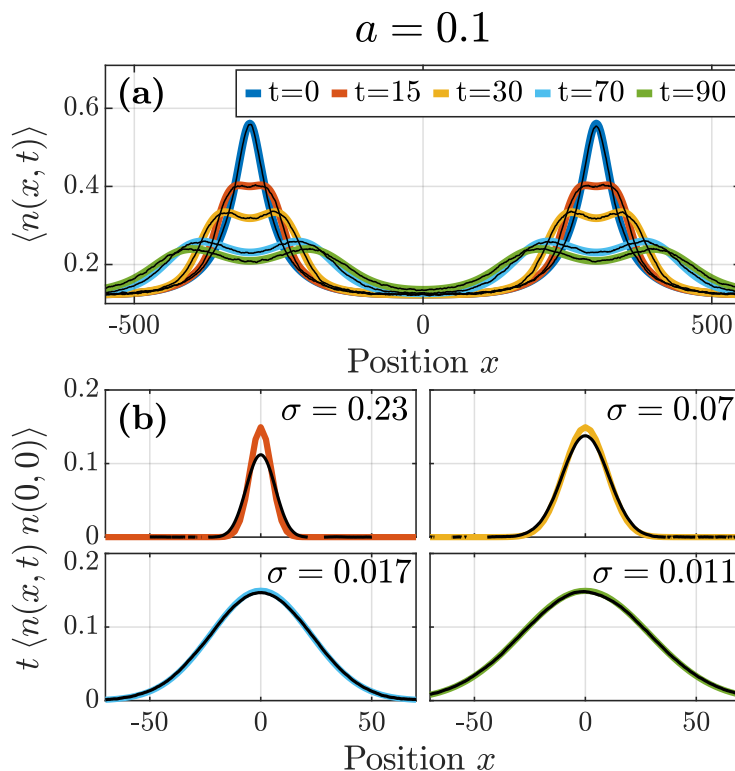 a = 0.1
(a)
t=0 t=15 t=30 t=70 t=90
⟨n(x, t)⟩
0.6
0.4
0.2
-500 0 500
Position x
(b)
σ = 0.23
σ = 0.07
t ⟨n(x, t) n(0, 0)⟩
0.2
0.1
0
σ = 0.017
σ = 0.011
0.2
0.1
0
-50 0 50
-50 0 50
Position x
Position x